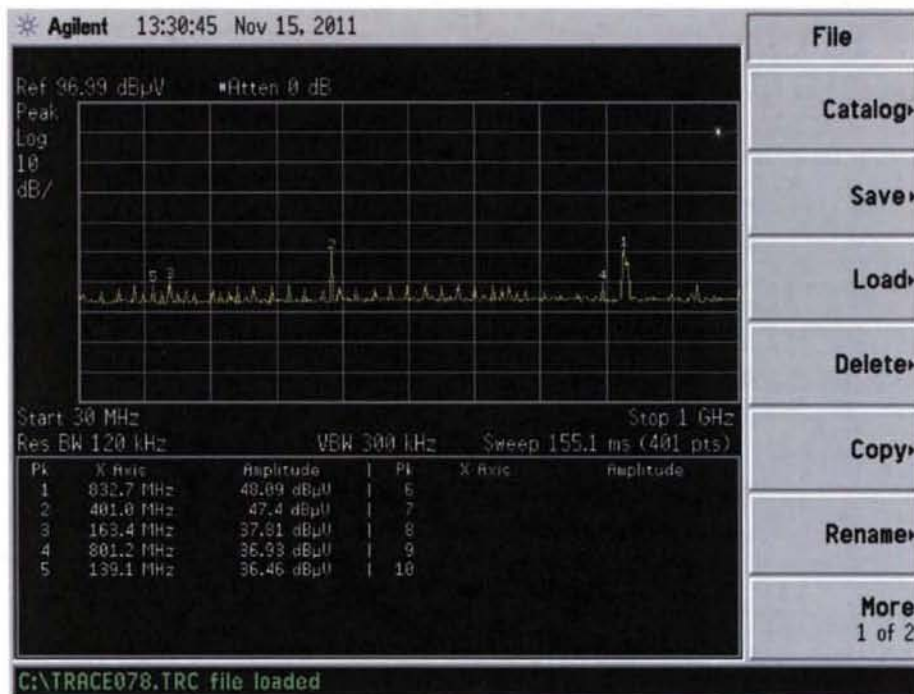 Agilent 13:30:45 Nov 15, 2011
Ref 96.99 dBµV
Atten 0 dB
Peak
Log
10
dB/
5 3 2 4 1
Start 30 MHz
Stop 1 GHz
Res BW 120 kHz
VBW 300 kHz
Sweep 155.1 ms (401 pts)
Pk X Axis Amplitude | Pk X Axis Amplitude
1 832.7 MHz 48.09 dBµV | 6
2 401.0 MHz 47.4 dBµV | 7
3 163.4 MHz 37.81 dBµV | 8
4 801.2 MHz 36.93 dBµV | 9
5 139.1 MHz 36.46 dBµV | 10
C:\TRACE078.TRC file loaded
File
Catalog
Save
Load
Delete
Copy
Rename
More
1 of 2